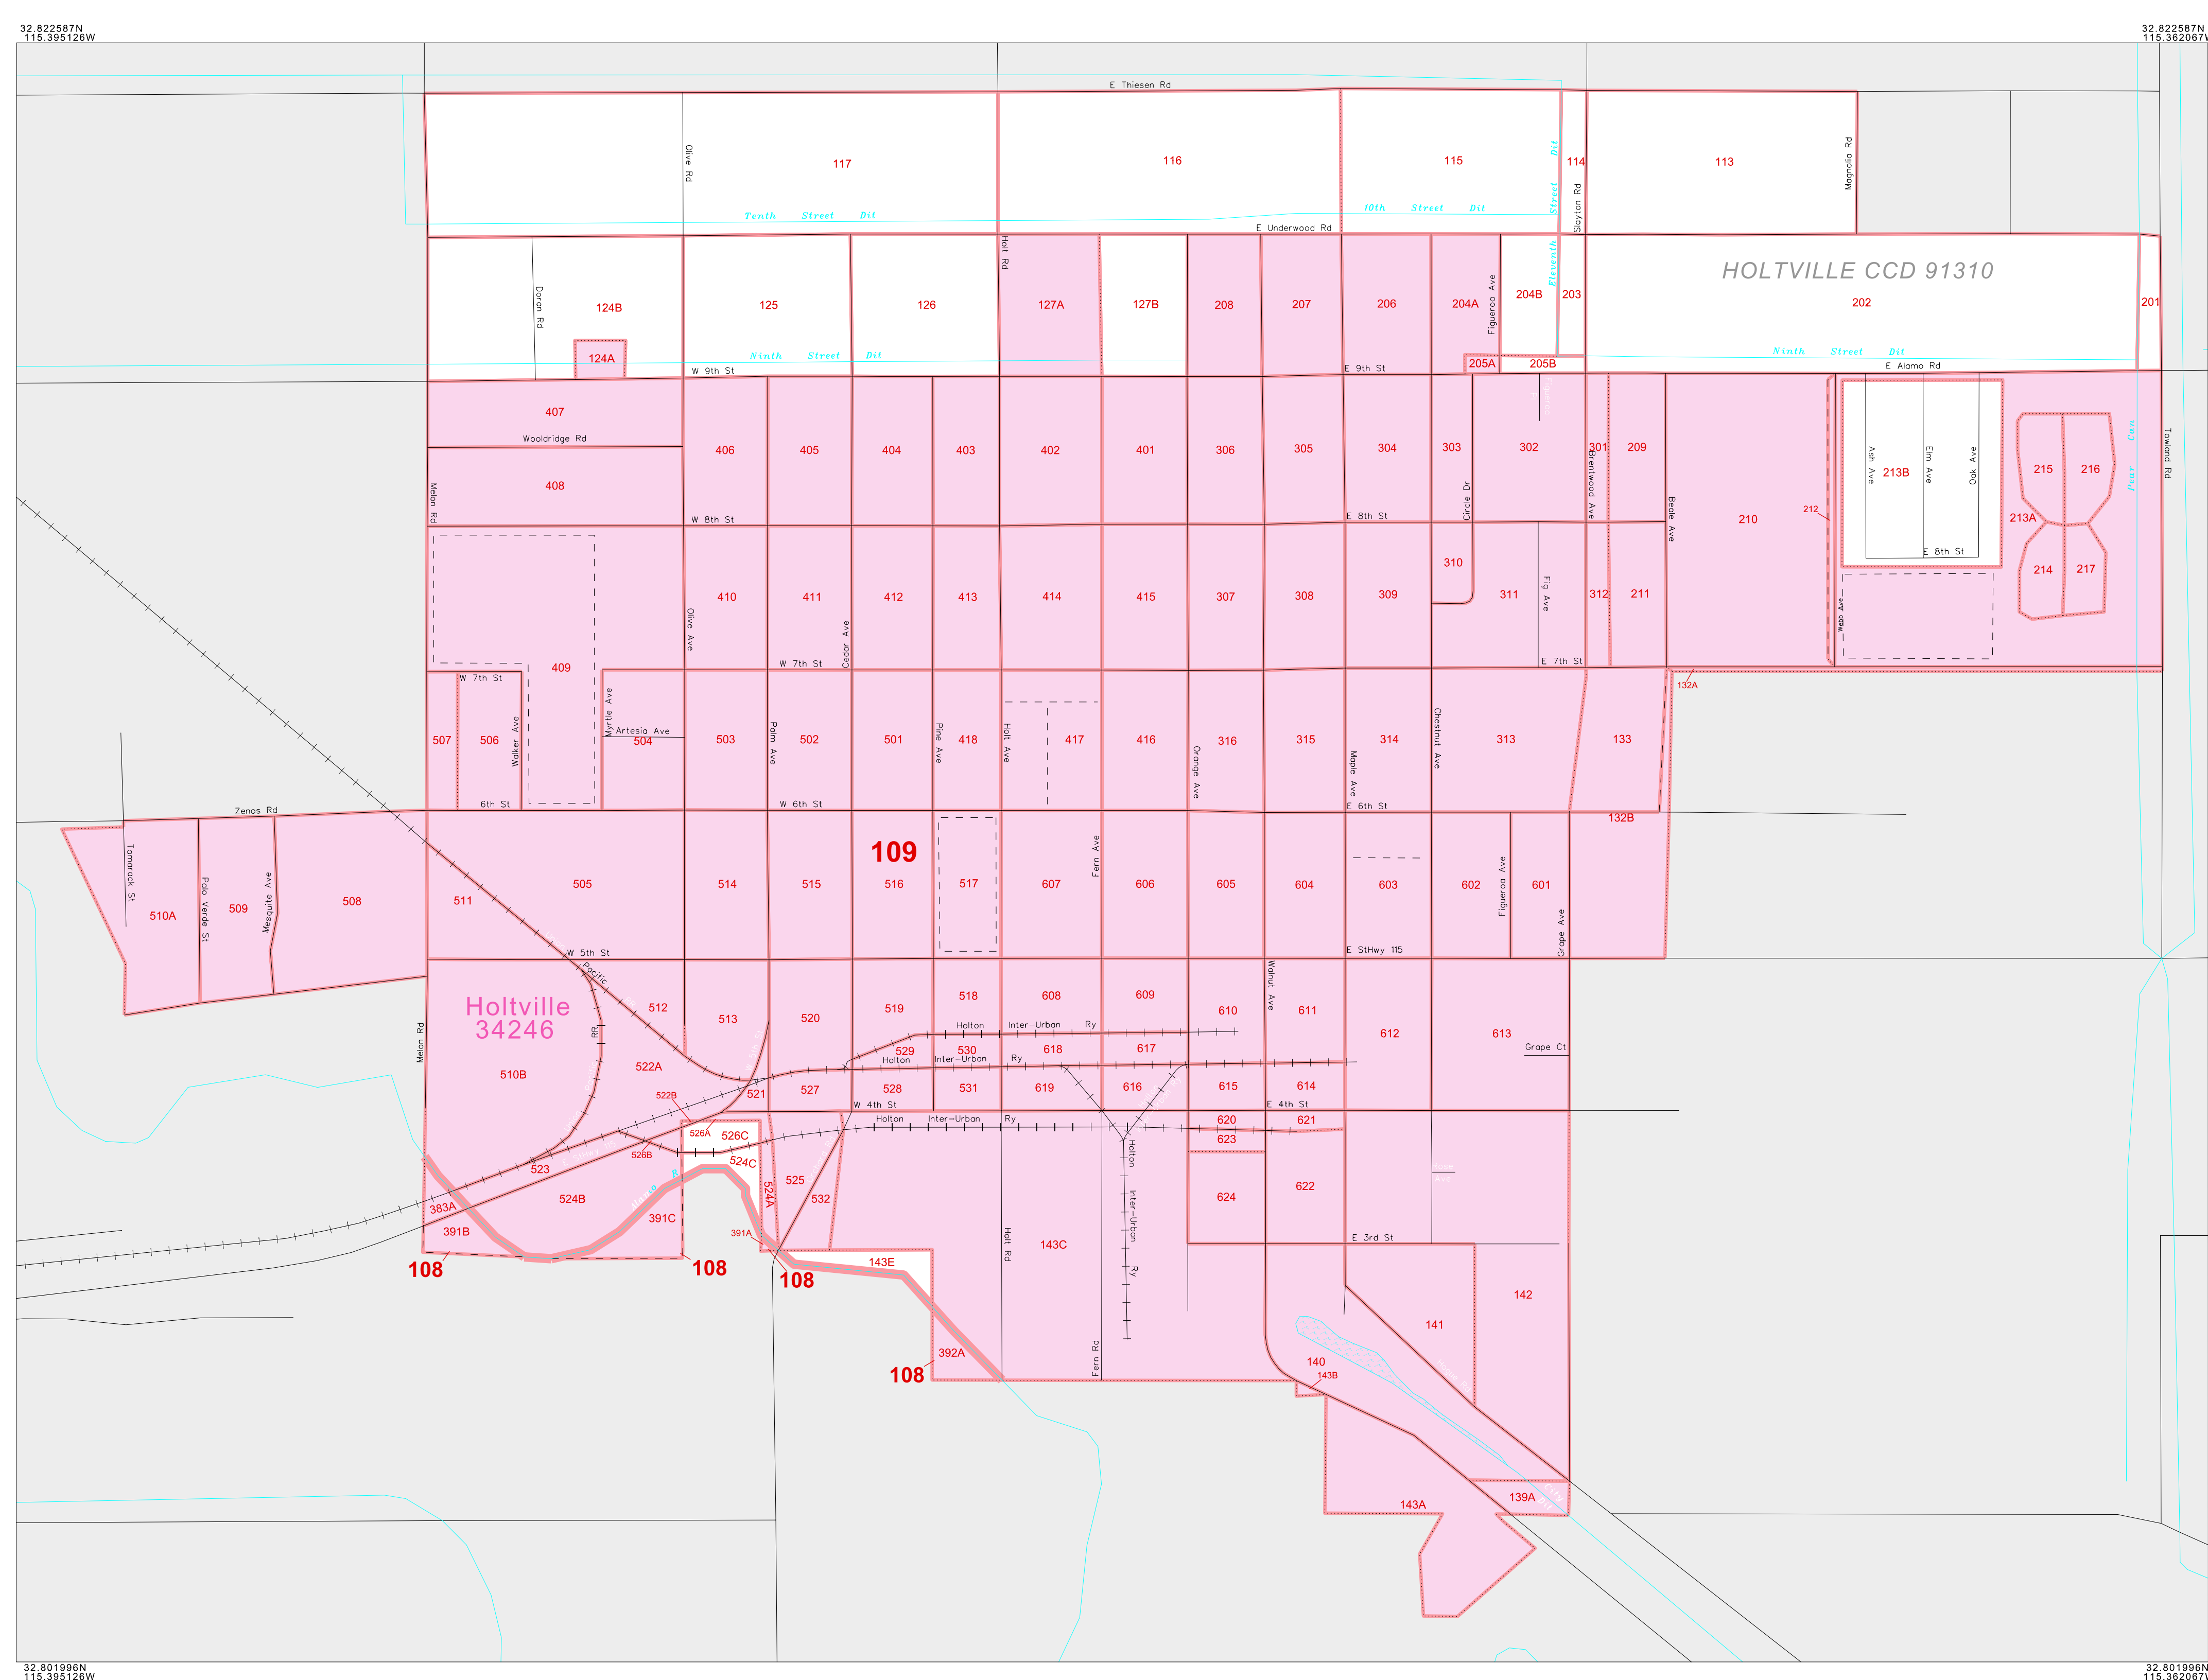 32.822587N
115.395126W
32.822587N
115.362067W
E Thiesen Rd
Olive Rd
117
116
115
Eleventh Street Dit
114
Slayton Rd
113
Magnolia Rd
Tenth Street Dit
10th Street Dit
E Underwood Rd
Holt Rd
HOLTVILLE CCD 91310
Doran Rd
124B
124A
125
126
127A
127B
208
207
206
204A
Figueroa Ave
204B
203
202
201
Ninth Street Dit
Ninth Street Dit
W 9th St
E 9th St
205A
205B
E Alamo Rd
407
Wooldridge Rd
408
Melon Rd
406
405
404
403
402
401
306
305
304
303
Circle Dr
302
301
Brentwood Ave
209
Beale Ave
210
212
Ash Ave
213B
Elm Ave
Oak Ave
E 8th St
213A
215
216
214
217
Pear Can
Towland Rd
W 8th St
E 8th St
409
410
Olive Ave
411
412
Cedar Ave
413
414
415
307
308
309
310
311
Fig Ave
312
211
W 7th St
E 7th St
132A
W 7th St
507
506
Walker Ave
Myrtle Ave
Artesia Ave
504
503
Palm Ave
502
501
Pine Ave
418
Holt Ave
417
416
Orange Ave
316
315
Maple Ave
314
Chestnut Ave
313
133
Zenos Rd
6th St
W 6th St
E 6th St
132B
Tamarack St
510A
Palo Verde St
509
Mesquite Ave
508
511
505
514
515
109
516
517
607
Fern Ave
606
605
604
603
602
Figueroa Ave
601
Grape Ave
W 5th St
E StHwy 115
Pacific
RR
Holtville
34246
Melon Rd
510B
512
513
520
519
518
608
609
610
Walnut Ave
611
612
613
Grape Ct
Holton Inter-Urban Ry
529
530
618
617
Holton Inter-Urban Ry
522A
521
527
528
531
619
616
615
614
522B
W 4th St
E 4th St
Holton Inter-Urban Ry
620
621
623
526A
526C
526B
524C
523
524B
383A
391B
391C
524A
525
532
391A
624
622
Holton Inter-Urban Ry
Holt Rd
143C
E 3rd St
108
108
108
143E
142
141
140
143B
Fern Rd
392A
108
143A
139A
City Dit
32.801996N
115.395126W
32.801996N
115.362067W